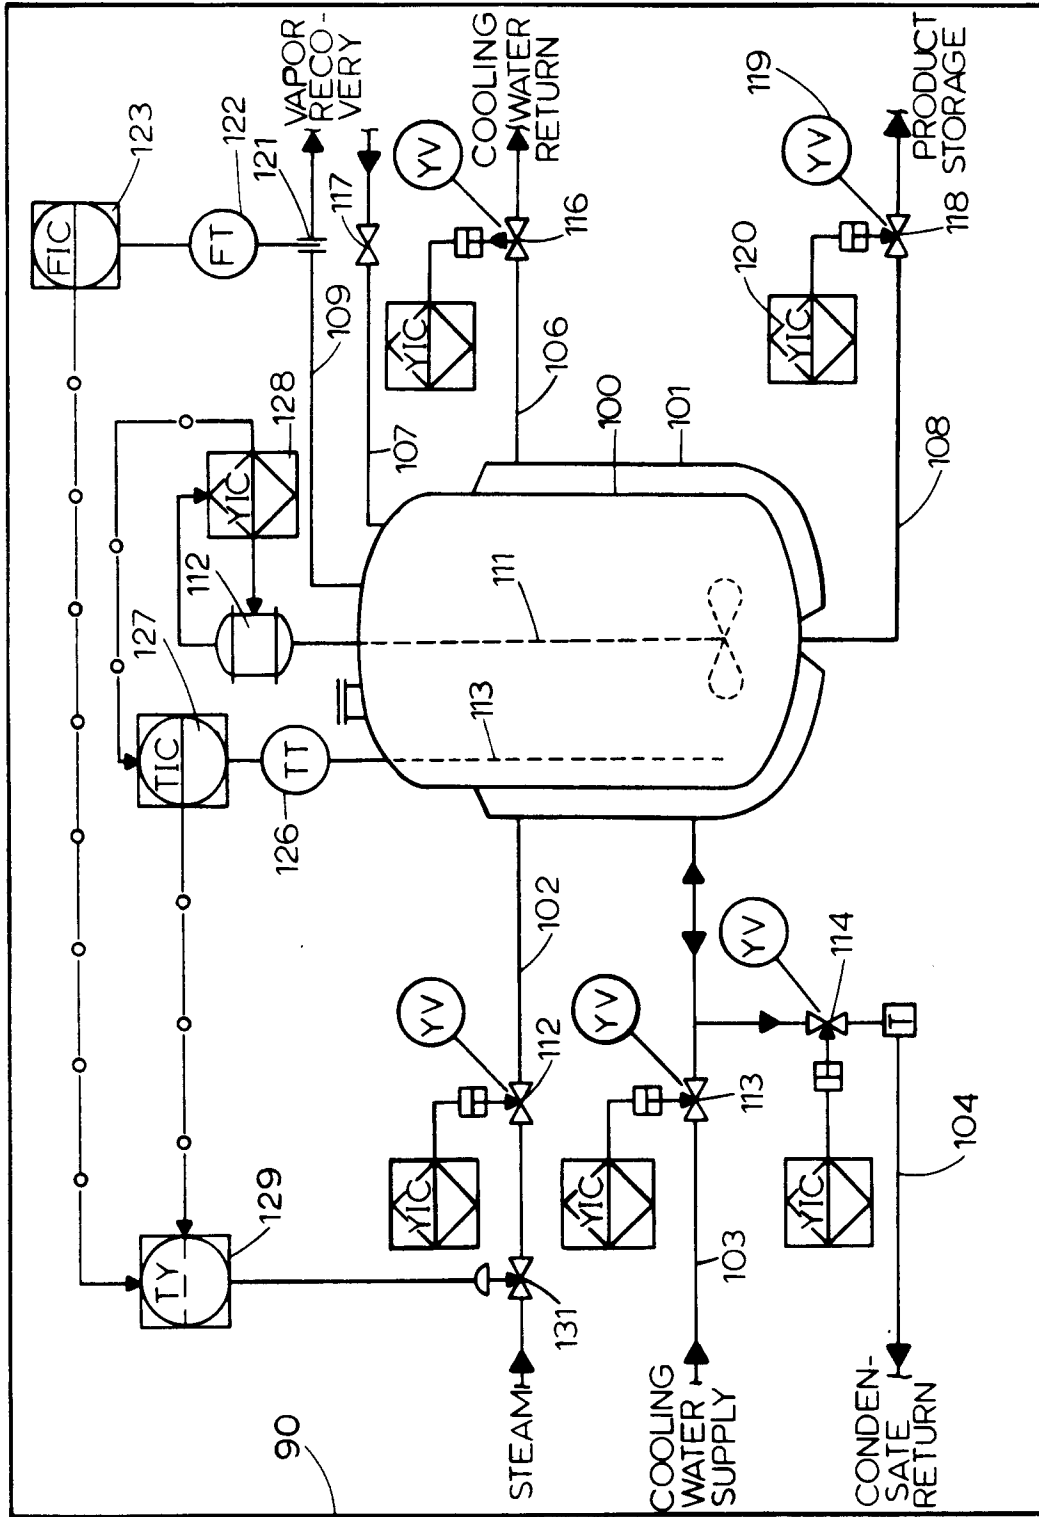 90
TY
129
TIC
127
112
YIC
128
FIC
123
FT
122
126
TT
109
121
VAPOR
RECO-
VERY
117
107
YIC
YV
YIC
YV
STEAM
131
112
102
113
111
106
116
COOLING
WATER
RETURN
YIC
YV
100
101
COOLING
WATER
SUPPLY
103
113
YIC
YV
114
T
104
CONDEN-
SATE
RETURN
YIC
120
YV
119
108
118
PRODUCT
STORAGE